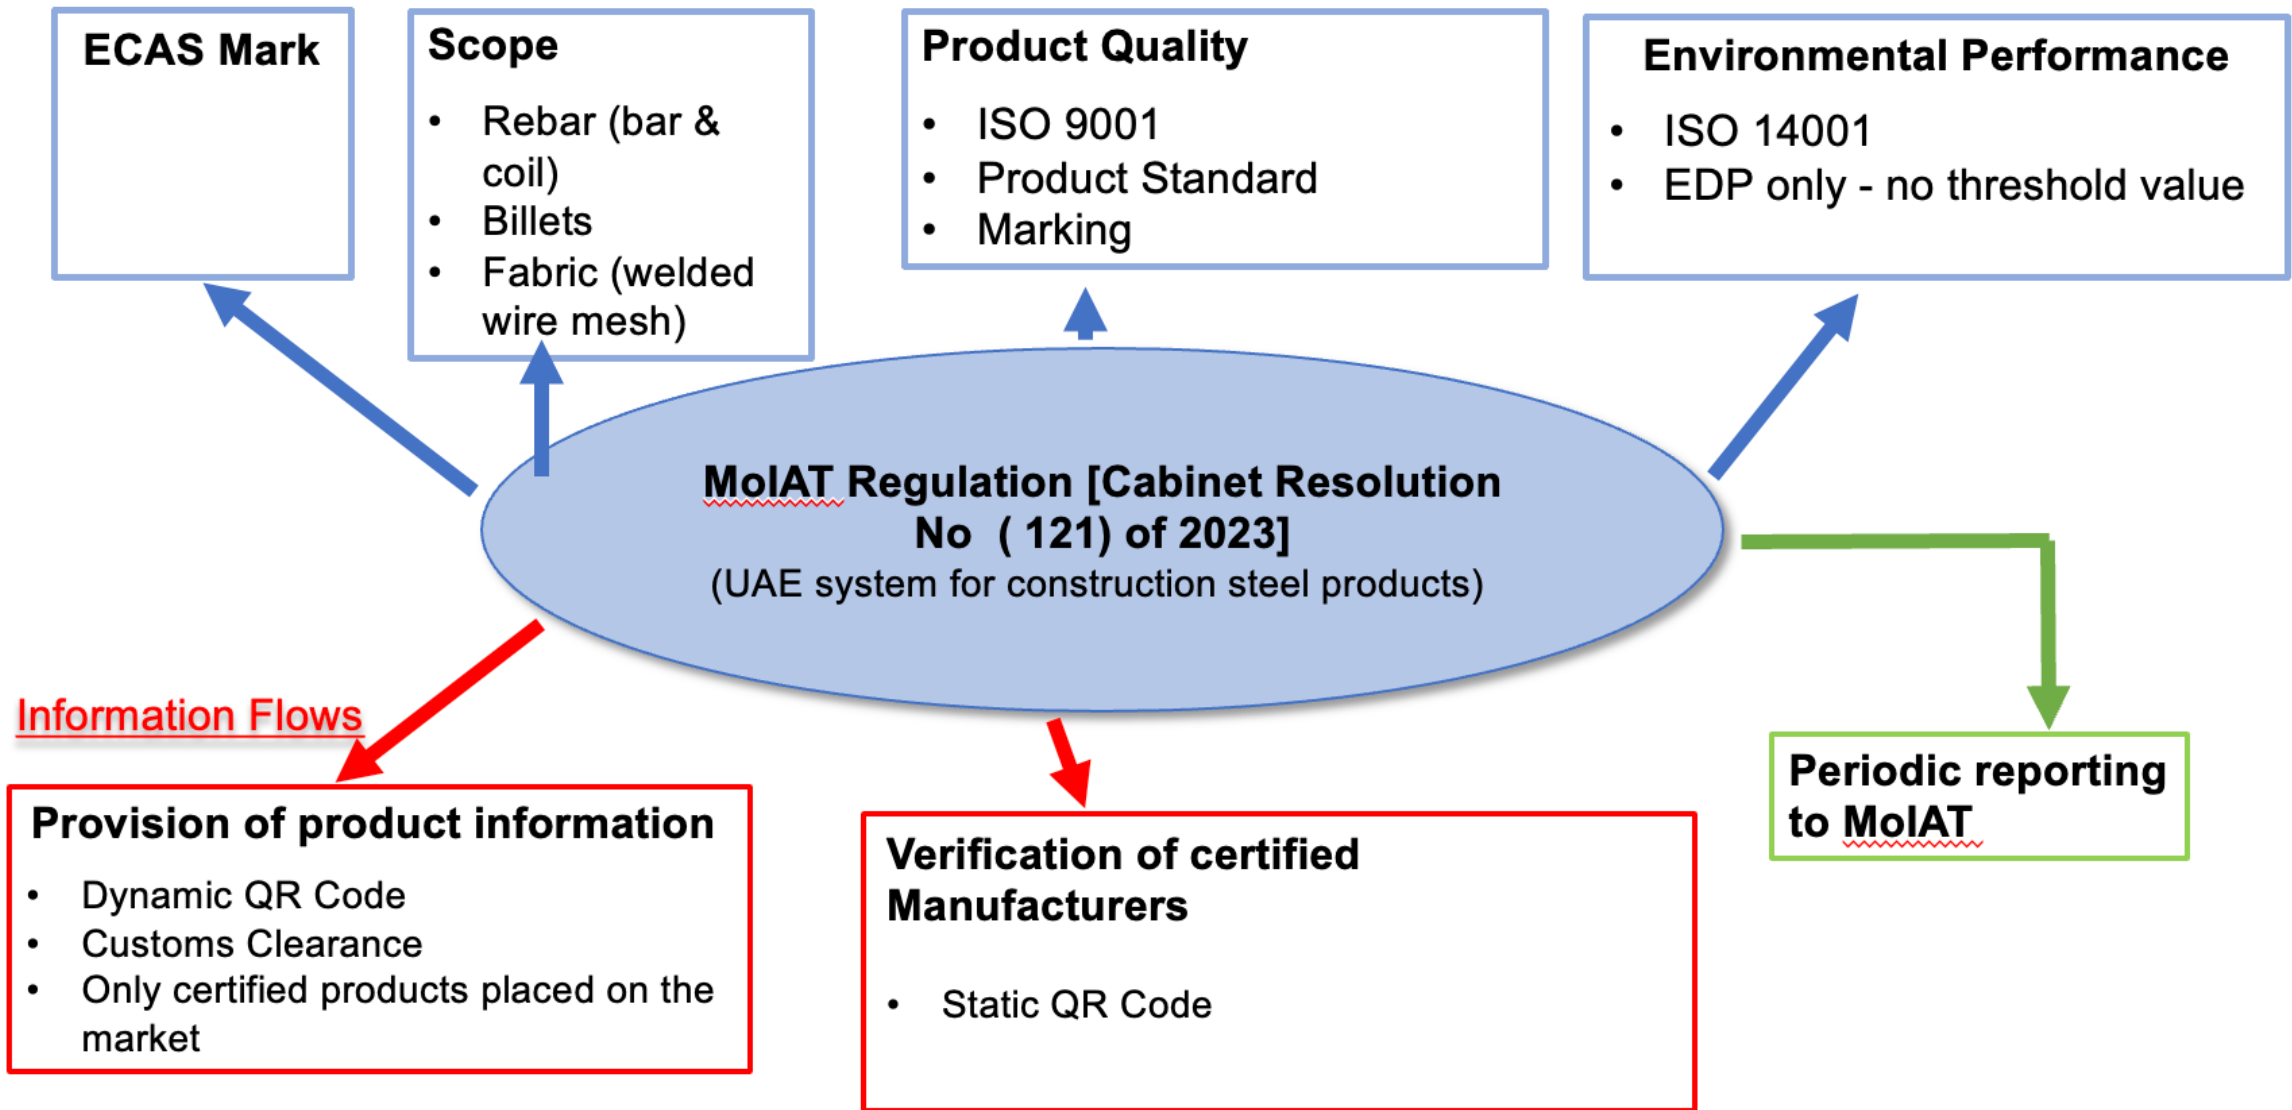 ECAS Mark
Scope
• Rebar (bar &
coil)
• Billets
• Fabric (welded
wire mesh)
Product Quality
• ISO 9001
• Product Standard
• Marking
Environmental Performance
• ISO 14001
• EDP only - no threshold value
MoIAT Regulation [Cabinet Resolution
No ( 121) of 2023]
(UAE system for construction steel products)
Information Flows
Provision of product information
• Dynamic QR Code
• Customs Clearance
• Only certified products placed on the
market
Verification of certified
Manufacturers
• Static QR Code
Periodic reporting
to MoIAT